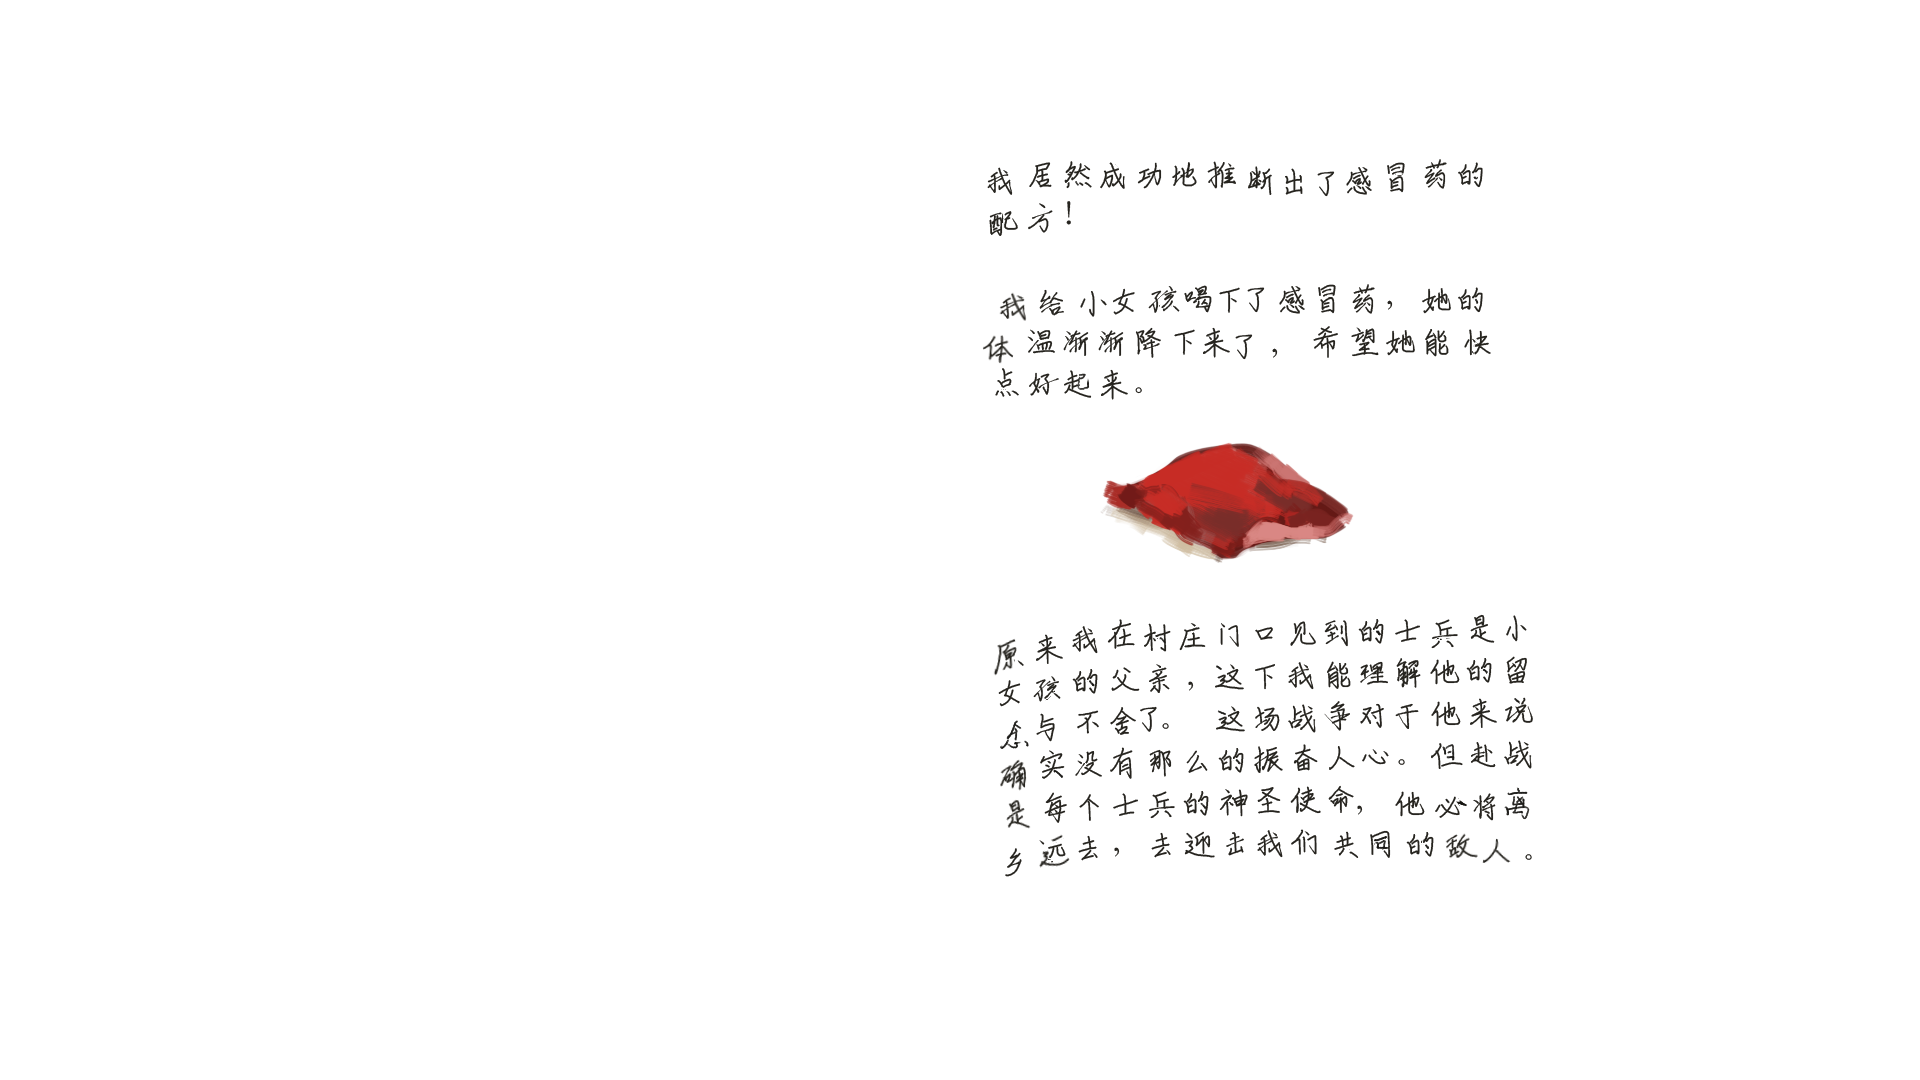 我居然成功地推断出了感冒药的
配方！
我给小女孩喝下了感冒药，她的
体温渐渐降下来了，希望她能快
点好起来。
原来我在村庄门口见到的士兵是小
女孩的父亲，这下我能理解他的留
恋与不舍了。 这场战争对于他来说
确实没有那么的振奋人心。但赴战
是每个士兵的神圣使命，他必将离
乡远去，去迎击我们共同的敌人。